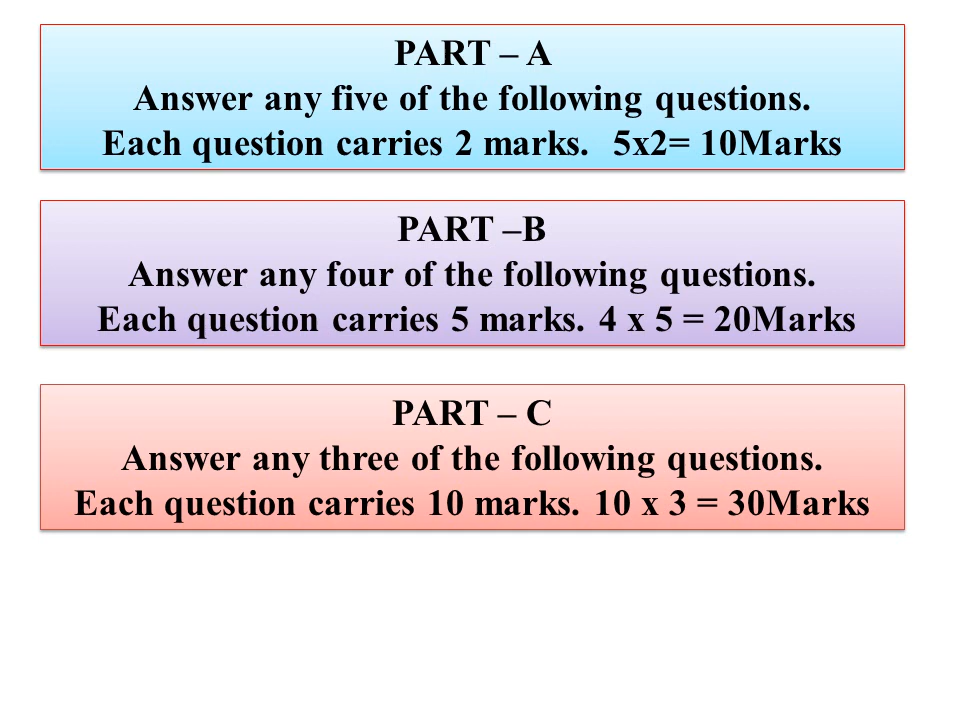 PART – A
Answer any five of the following questions.
Each question carries 2 marks. 5x2= 10Marks
PART –B
Answer any four of the following questions.
Each question carries 5 marks. 4 x 5 = 20Marks
PART – C
Answer any three of the following questions.
Each question carries 10 marks. 10 x 3 = 30Marks